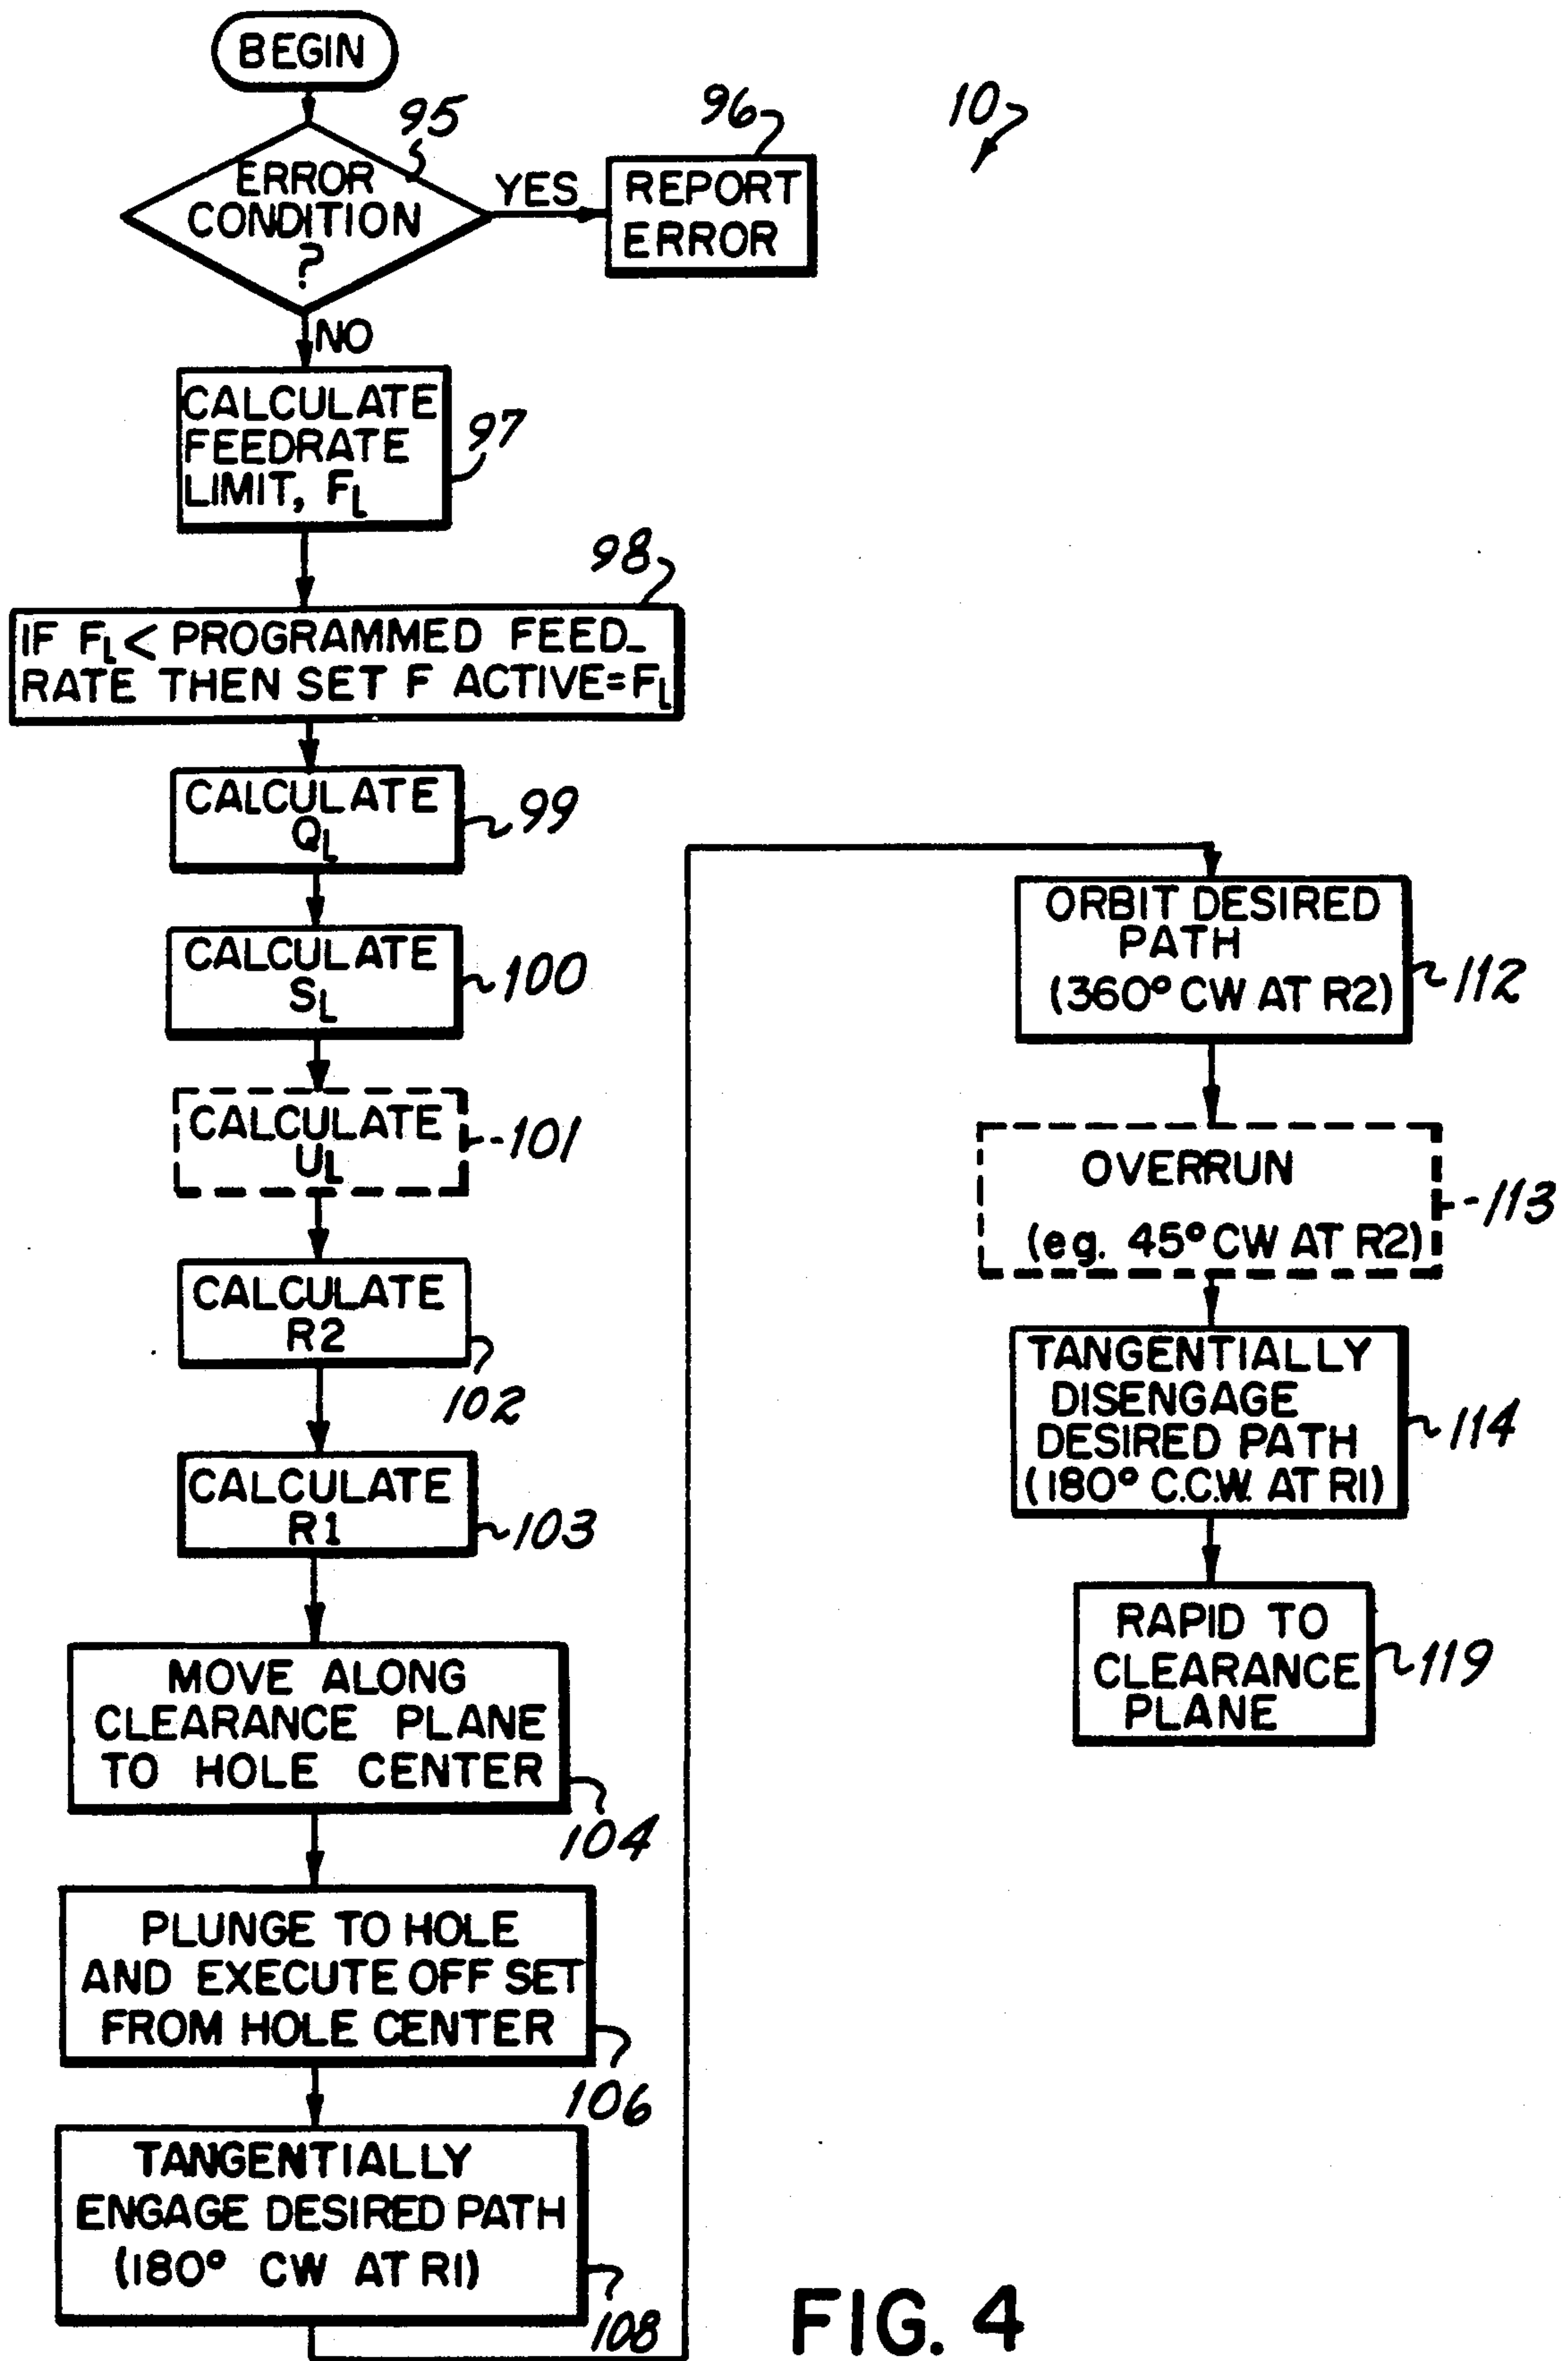 BEGIN
95
ERROR
CONDITION
?
YES
96
REPORT
ERROR
10
NO
CALCULATE
FEEDRATE
LIMIT, FL
97
98
IF FL < PROGRAMMED FEED_
RATE THEN SET F ACTIVE=FL
CALCULATE
QL
99
CALCULATE
SL
100
CALCULATE
UL
101
CALCULATE
R2
102
CALCULATE
R1
103
MOVE ALONG
CLEARANCE PLANE
TO HOLE CENTER
104
PLUNGE TO HOLE
AND EXECUTE OFF SET
FROM HOLE CENTER
106
TANGENTIALLY
ENGAGE DESIRED PATH
(180° CW AT R1)
108
ORBIT DESIRED
PATH
(360° CW AT R2)
112
OVERRUN
(eg. 45° CW AT R2)
113
TANGENTIALLY
DISENGAGE
DESIRED PATH
(180° C.C.W. AT R1)
114
RAPID TO
CLEARANCE
PLANE
119
FIG. 4